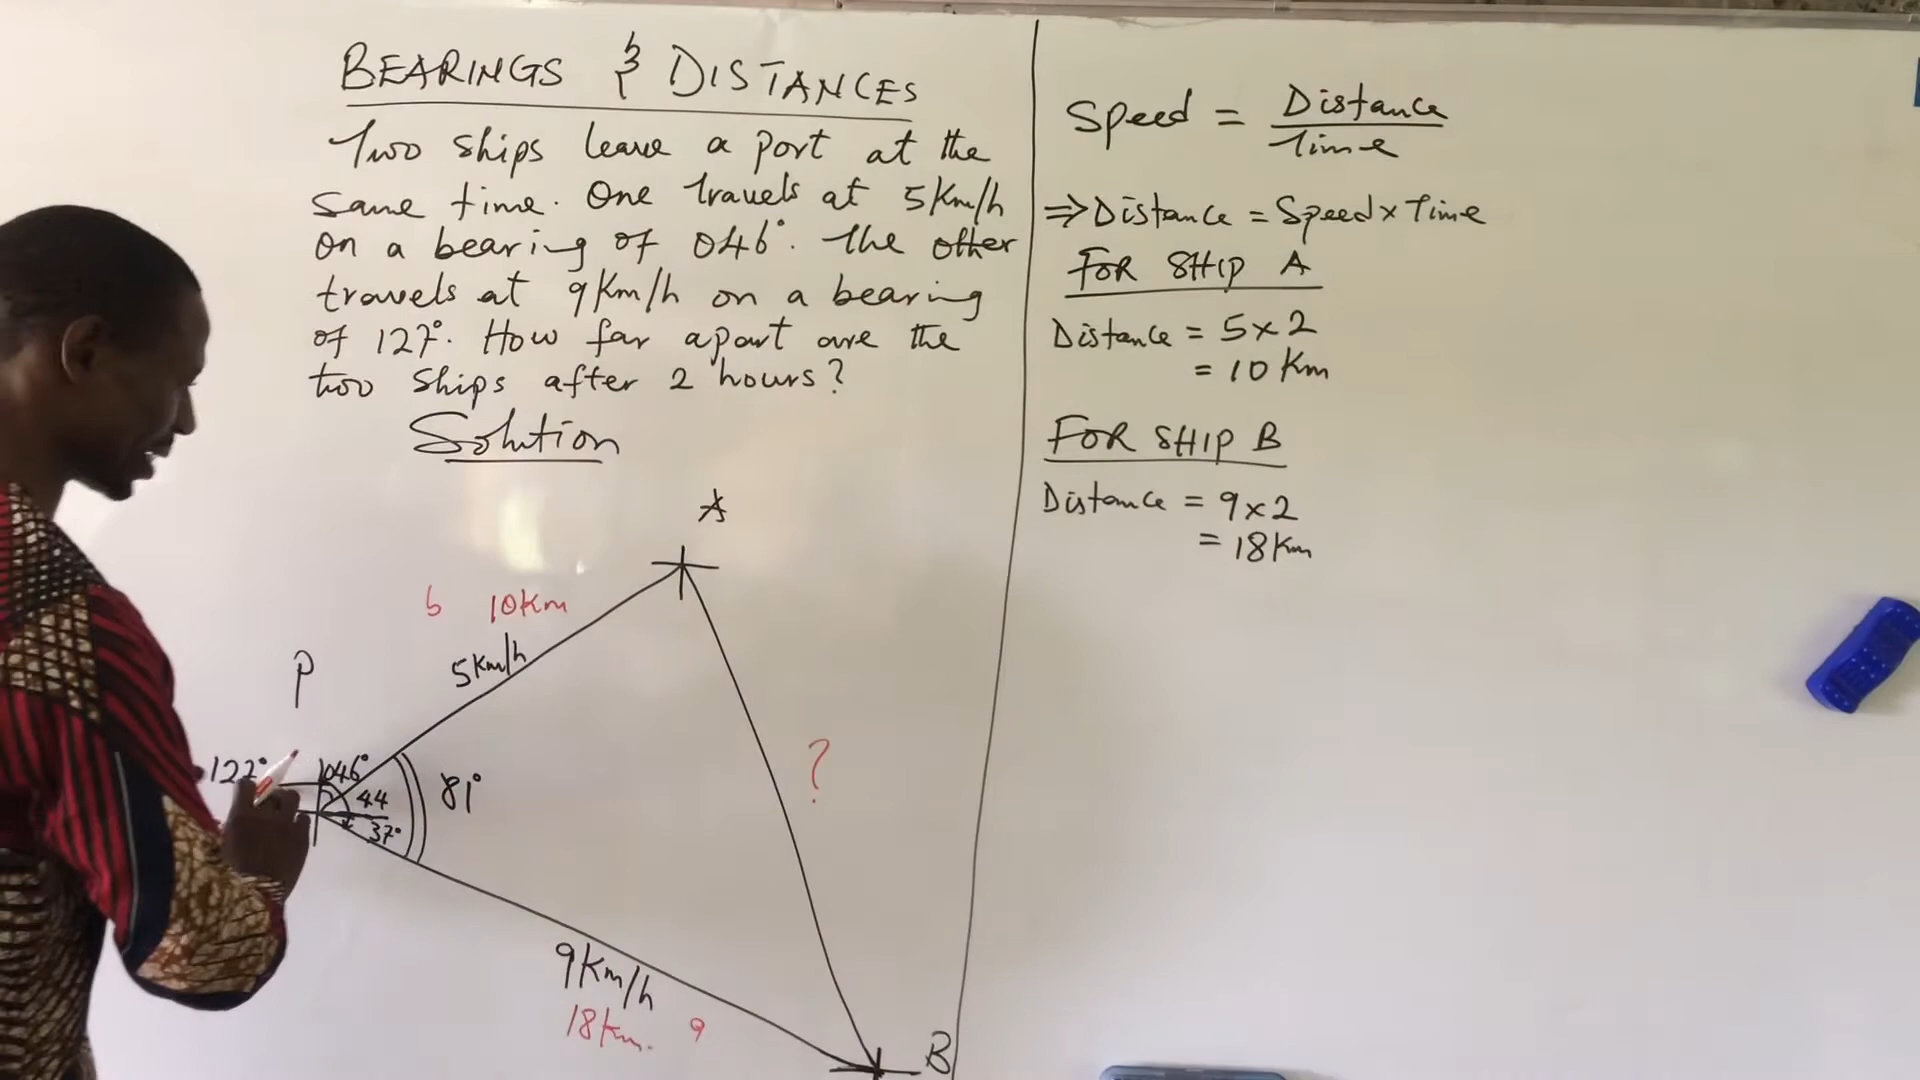 BEARINGS & DISTANCES
Two ships leave a port at the
same time. One travels at 5Km/h
on a bearing of 046°. The other
travels at 9Km/h on a bearing
of 127°. How far apart are the
two ships after 2 hours?
Solution
A
b 10Km
5Km/h
P
127° 046°
44
37°
81°
?
9Km/h
18Km. a
B
Speed = Distance
Time
⇒Distance = Speed × Time
FOR SHIP A
Distance = 5 × 2
= 10 Km
FOR SHIP B
Distance = 9 × 2
= 18Km